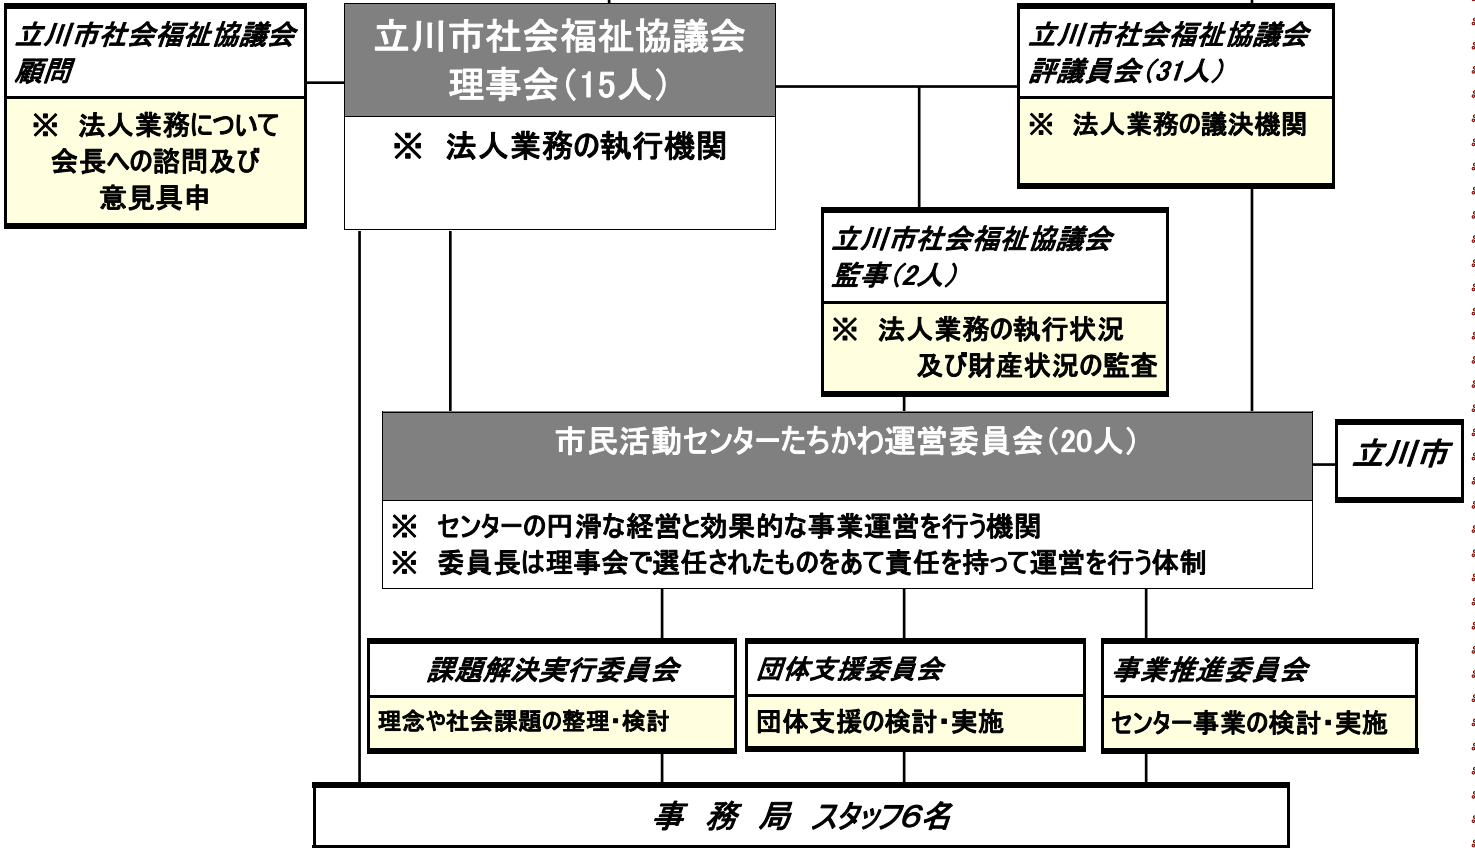 立川市社会福祉協議会
顧問
※　法人業務について
会長への諮問及び
意見具申
立川市社会福祉協議会
理事会（15人）
※　法人業務の執行機関
立川市社会福祉協議会
評議員会（31人）
※　法人業務の議決機関
立川市社会福祉協議会
監事（2人）
※　法人業務の執行状況
及び財産状況の監査
市民活動センターたちかわ運営委員会（20人）
※　センターの円滑な経営と効果的な事業運営を行う機関
※　委員長は理事会で選任されたものをあて責任を持って運営を行う体制
立川市
課題解決実行委員会
理念や社会課題の整理・検討
団体支援委員会
団体支援の検討・実施
事業推進委員会
センター事業の検討・実施
事　務　局　スタッフ６名